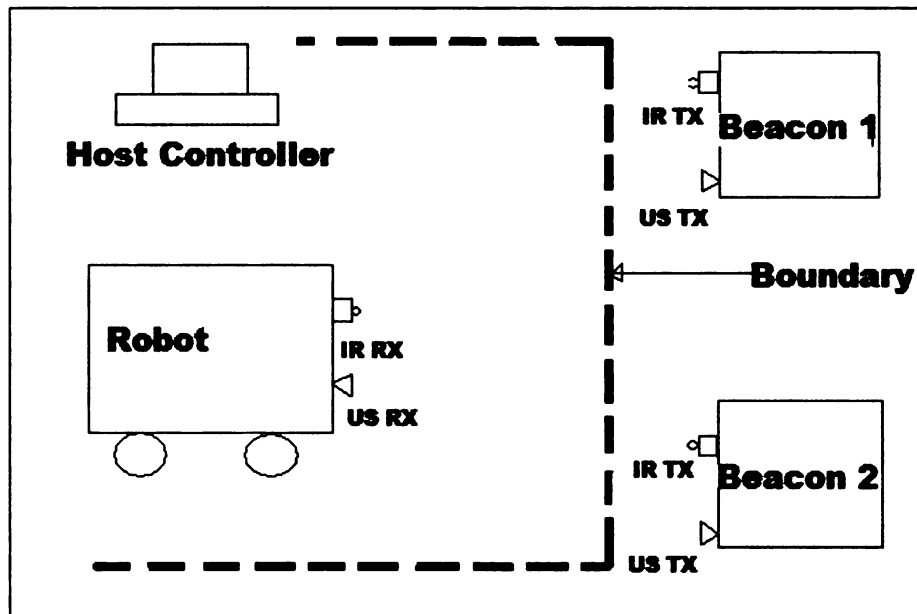 Host Controller
IR TX
Beacon 1
US TX
Boundary
Robot
IR RX
US RX
IR TX
Beacon 2
US TX